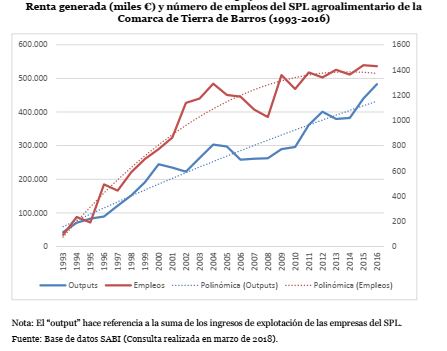 Renta generada (miles €) y número de empleos del SPL agroalimentario de la
Comarca de Tierra de Barros (1993-2016)
600.000 1600
500.000 1400
400.000 1200
300.000 1000
200.000 800
100.000 600
0 400
200
0
1993 1994 1995 1996 1997 1998 1999 2000 2001 2002 2003 2004 2005 2006 2007 2008 2009 2010 2011 2012 2013 2014 2015 2016
Outputs Empleos Polinómica (Outputs) Polinómica (Empleos)
Nota: El “output” hace referencia a la suma de los ingresos de explotación de las empresas del SPL.
Fuente: Base de datos SABI (Consulta realizada en marzo de 2018).